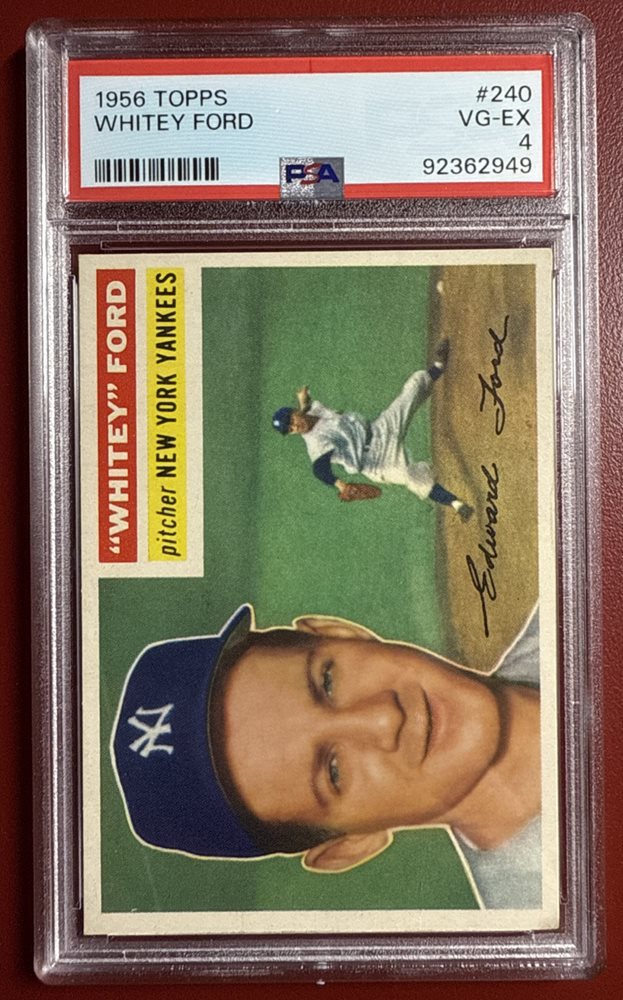 1956 TOPPS
WHITEY FORD
#240
VG-EX
4
92362949
PSA
"WHITEY" FORD
pitcher NEW YORK YANKEES
Edward Ford
NY